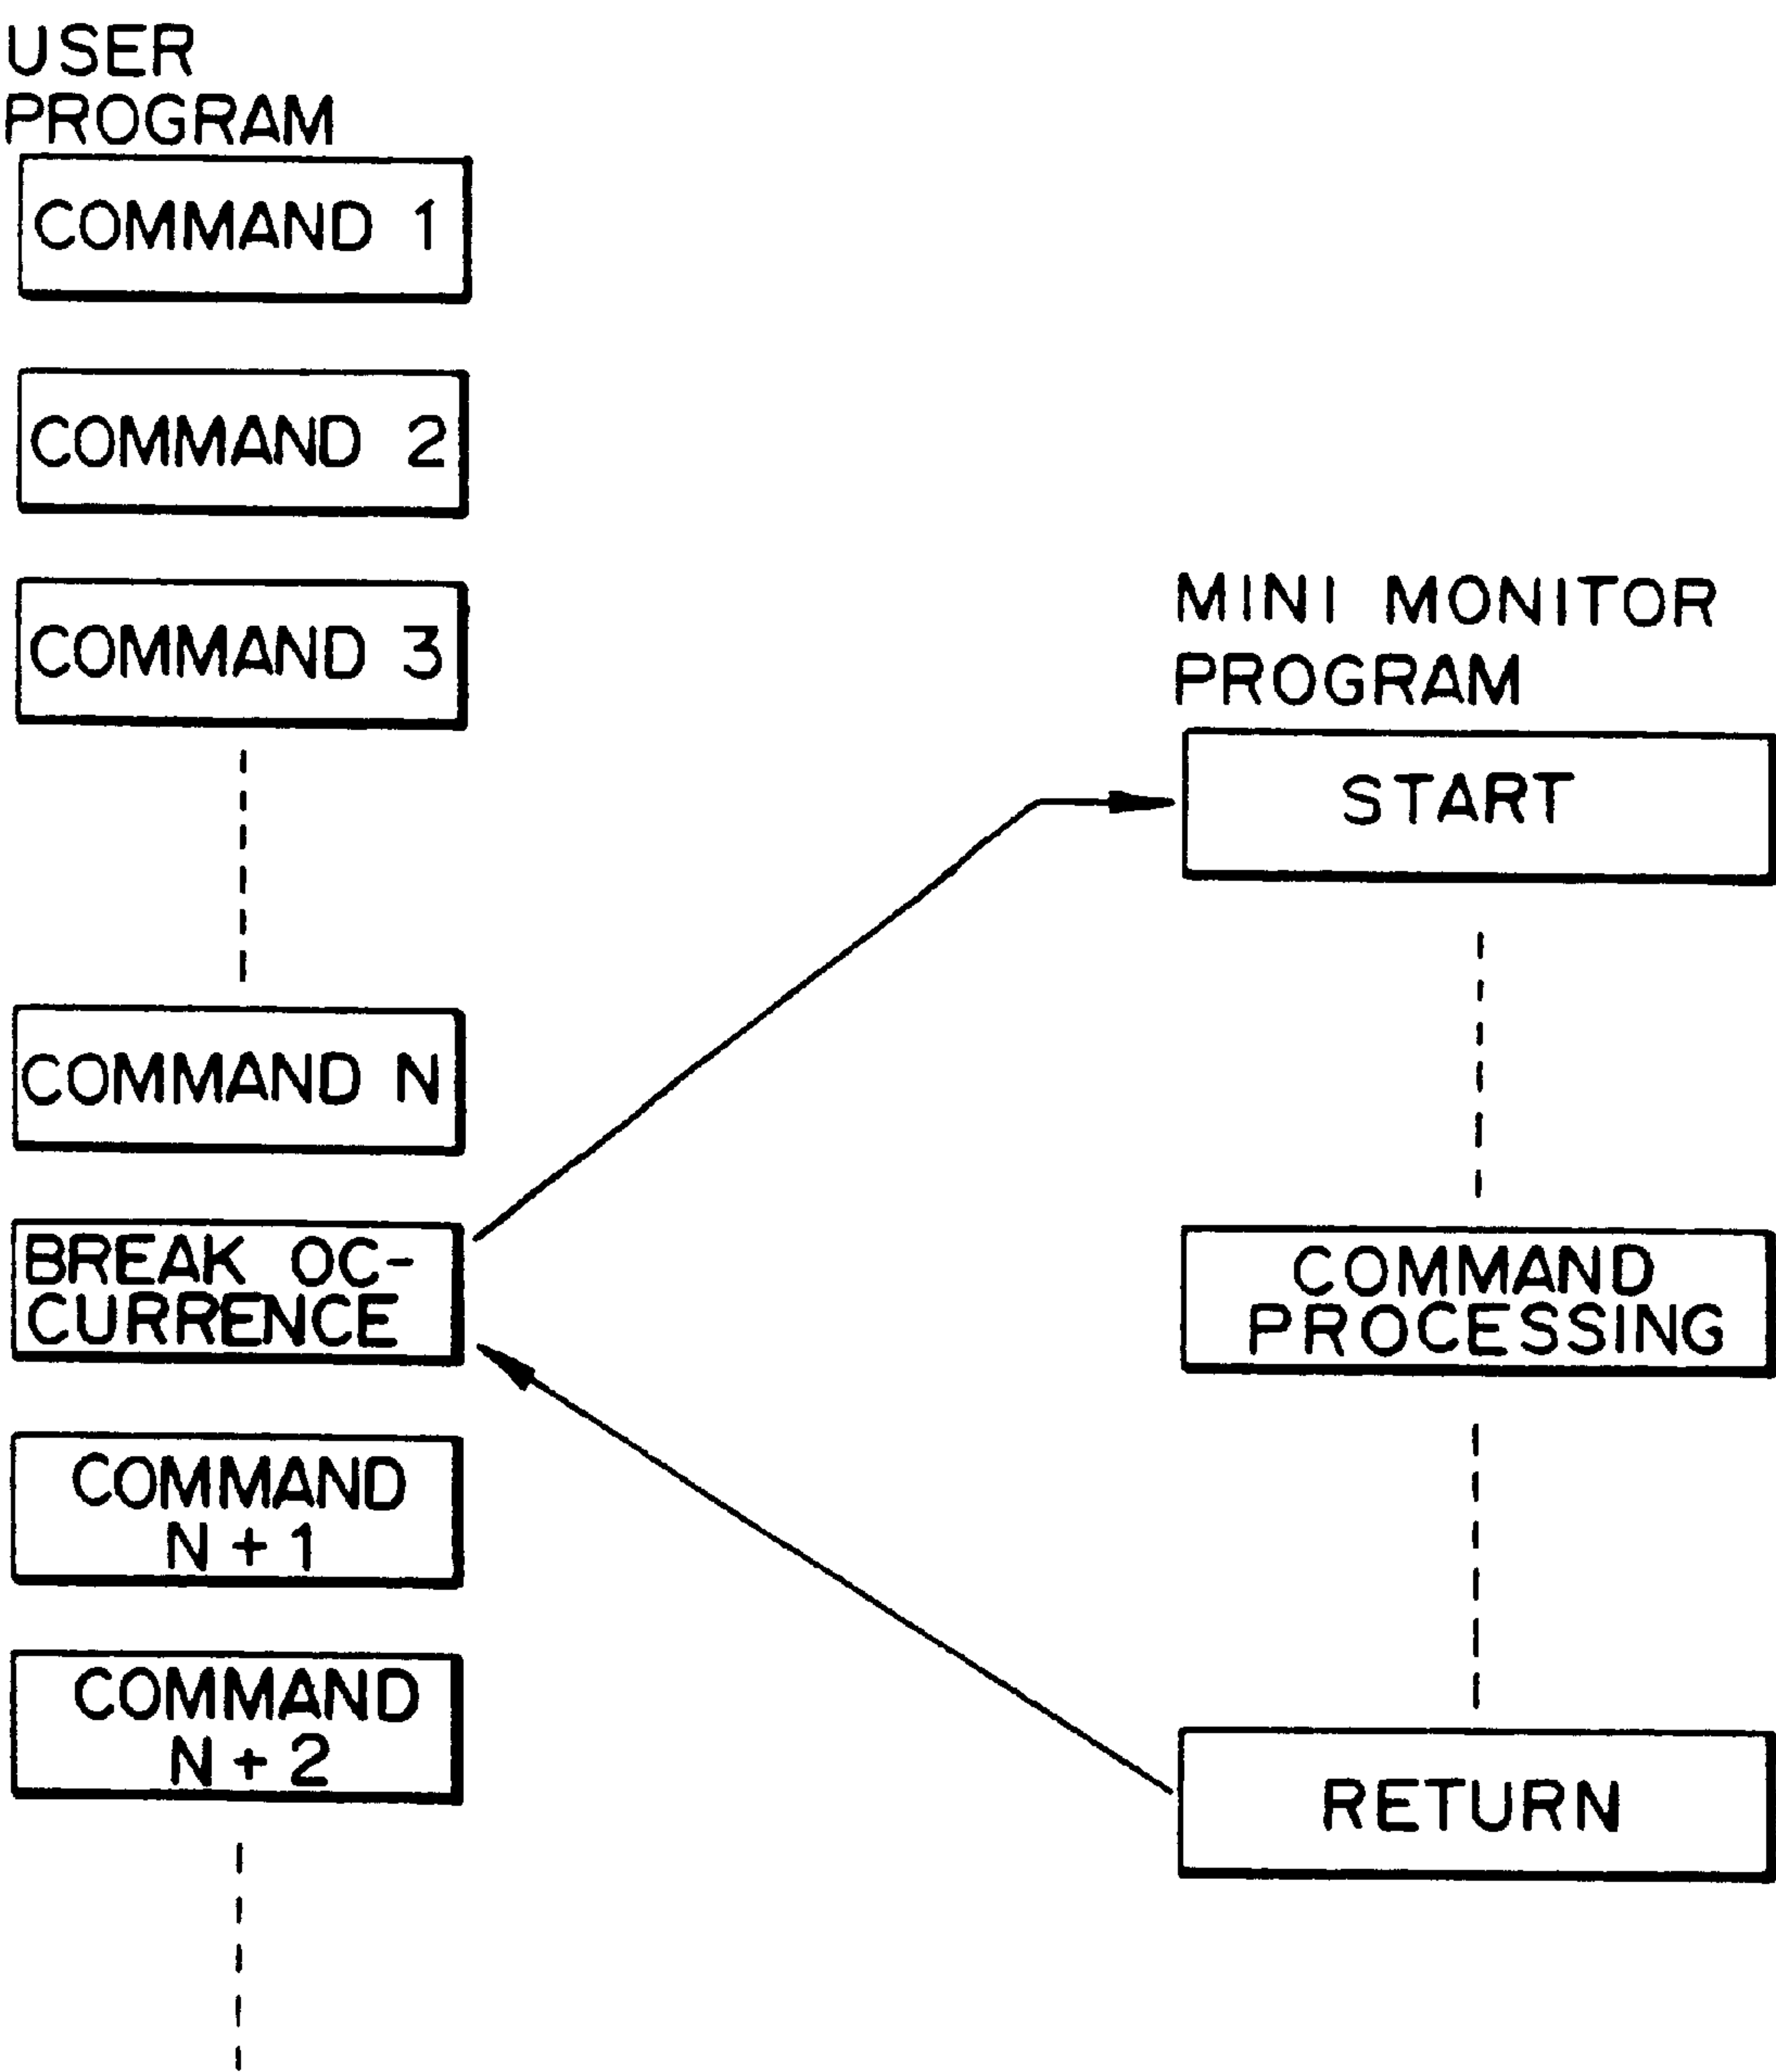 USER
PROGRAM
COMMAND 1
COMMAND 2
COMMAND 3
COMMAND N
BREAK OC-
CURRENCE
COMMAND
N + 1
COMMAND
N + 2
MINI MONITOR
PROGRAM
START
COMMAND
PROCESSING
RETURN